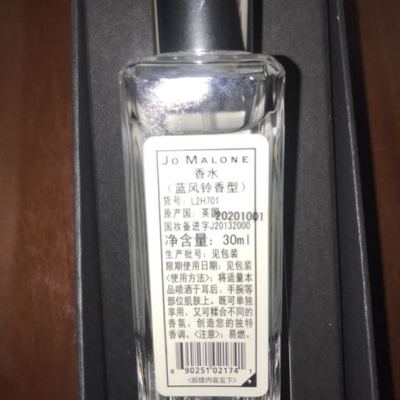 JO MALONE
香水
（蓝风铃香型）
货号：L2H701
原产国：英国 20201001
国妆备进字J20132000
净含量：30ml
生产批号：见包装
限期使用日期：见包装
<使用方法>：将适量本
品喷洒于耳后、手腕等
部位肌肤上。既可单独
享用，又可糅合不同的
香氛，创造您的独特
香调。<注意>：易燃。
6 90251 02174 1
<后续内容见下>